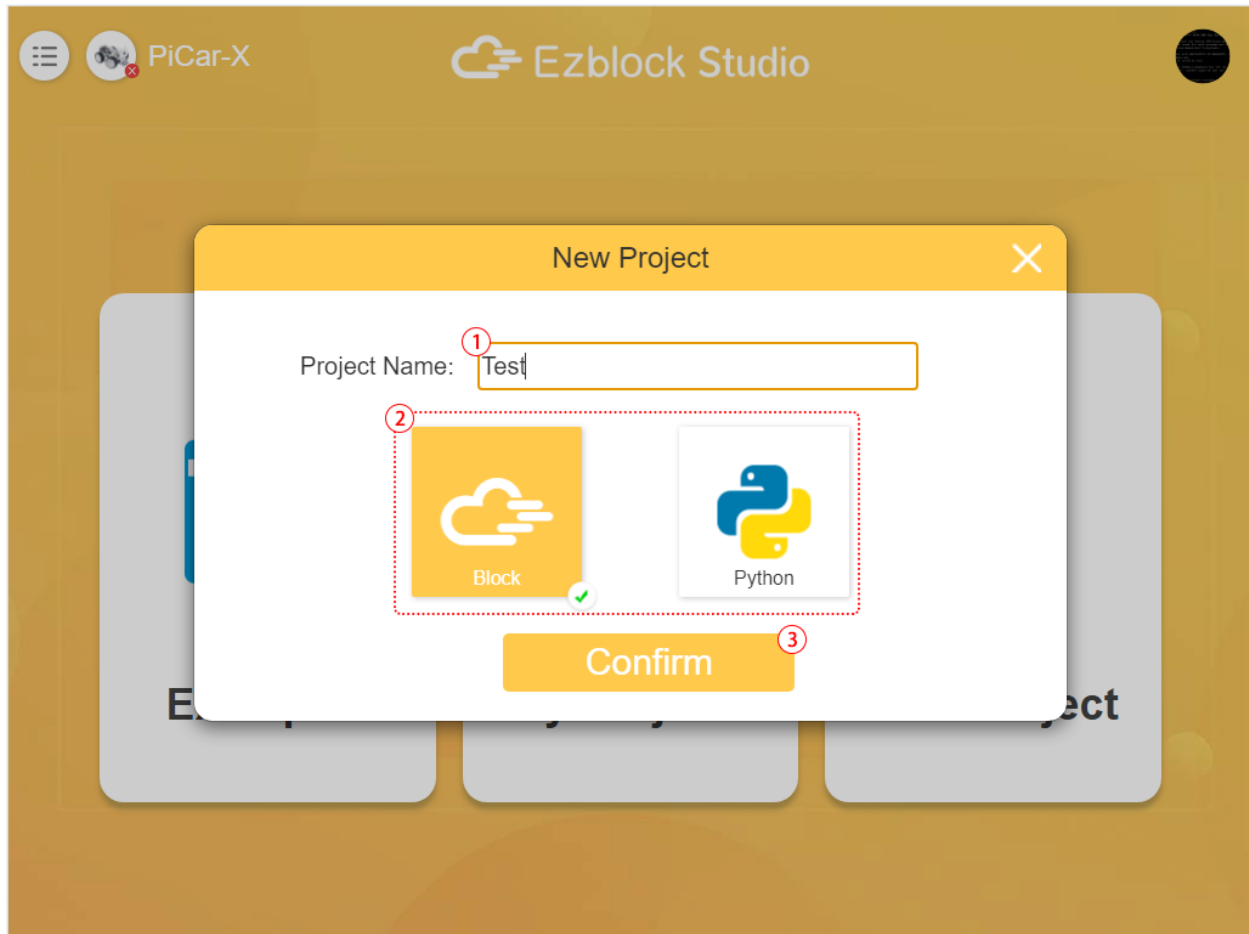 PiCar-X
Ezblock Studio
New Project
1
Project Name:
Test
2
Block
Python
3
Confirm